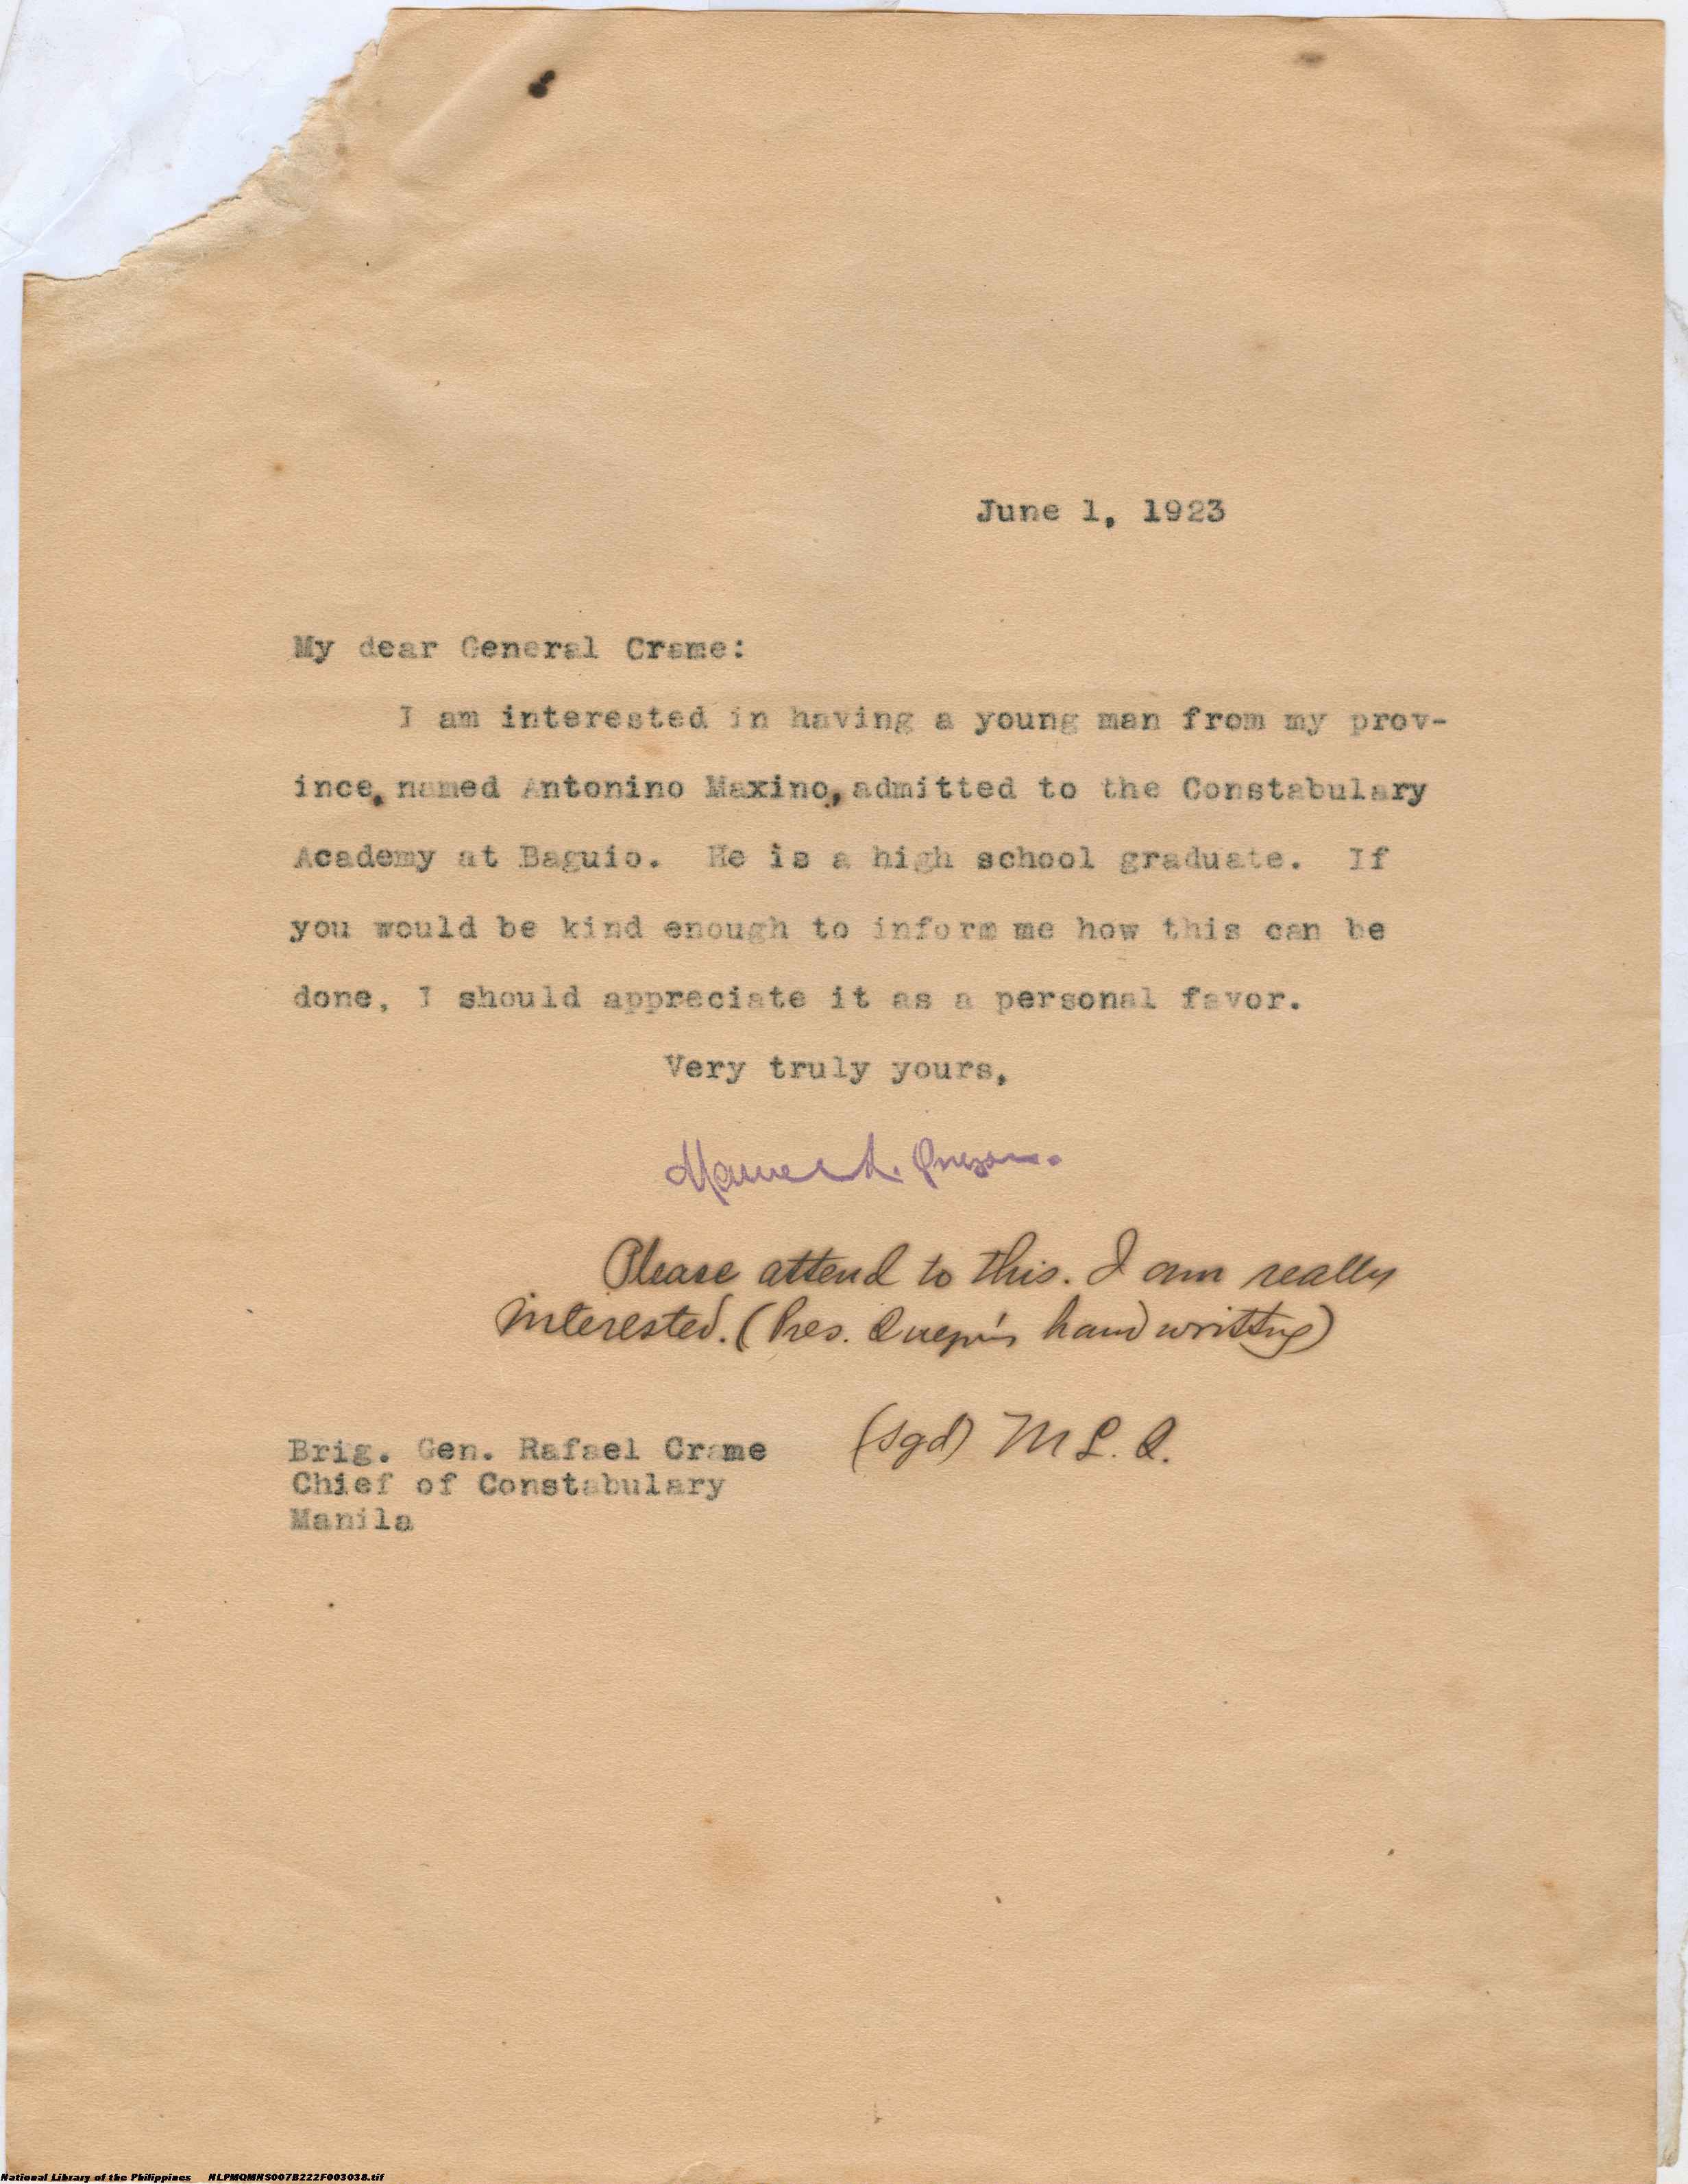 June 1, 1923
My dear General Crame:
I am interested in having a young man from my prov-
ince, named Antonino Maxino, admitted to the Constabulary
Academy at Baguio. He is a high school graduate. If
you would be kind enough to inform me how this can be
done, I should appreciate it as a personal favor.
Very truly yours,
Manuel L. Quezon.
Please attend to this. I am really
interested. (Pres. Quezon's handwritting)
(sgd) M L. Q.
Brig. Gen. Rafael Crame
Chief of Constabulary
Manila
National Library of the Philippines NLPMQMNS007B222F003038.tif